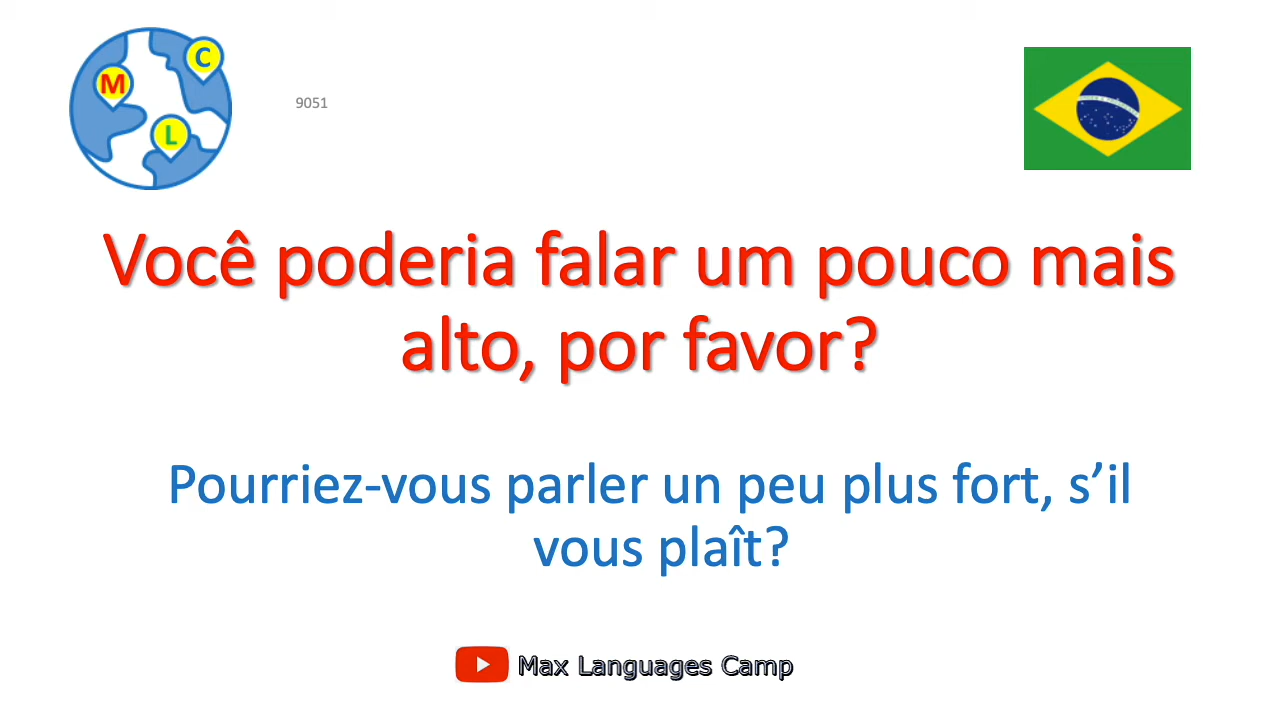 C
M
L
9051
Você poderia falar um pouco mais
alto, por favor?
Pourriez-vous parler un peu plus fort, s’il
vous plaît?
Max Languages Camp